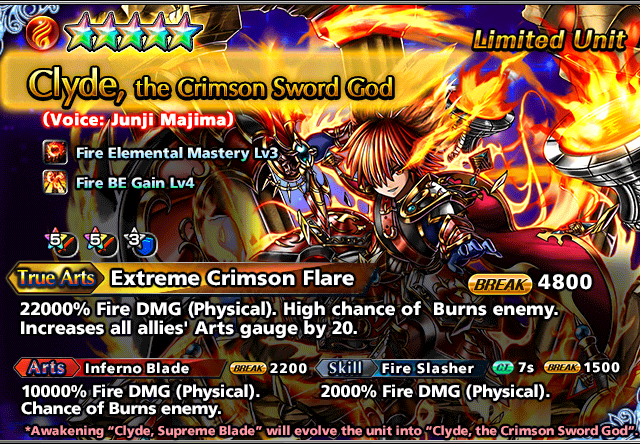 Limited Unit
Clyde, the Crimson Sword God
(Voice: Junji Majima)
Fire Elemental Mastery Lv3
Fire BE Gain Lv4
5 5 3
True Arts Extreme Crimson Flare BREAK 4800
22000% Fire DMG (Physical). High chance of Burns enemy.
Increases all allies' Arts gauge by 20.
Arts Inferno Blade BREAK 2200 Skill Fire Slasher CT 7s BREAK 1500
10000% Fire DMG (Physical). 2000% Fire DMG (Physical).
Chance of Burns enemy.
*Awakening "Clyde, Supreme Blade" will evolve the unit into "Clyde, the Crimson Sword God".